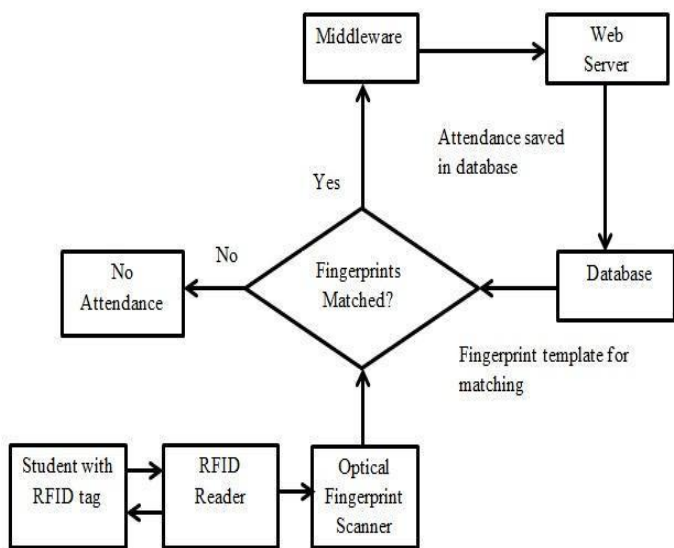 Middleware
Web
Server
Attendance saved
in database
Yes
No
No
Attendance
Fingerprints
Matched?
Database
Fingerprint template for
matching
Student with
RFID tag
RFID
Reader
Optical
Fingerprint
Scanner